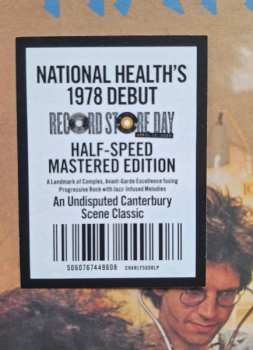 NATIONAL HEALTH'S
1978 DEBUT
RECORD STORE DAY
HALF-SPEED
MASTERED EDITION
A Landmark of Complex, Avant-Garde Excellence fusing
Progressive Rock with Jazz-Infused Melodies
An Undisputed Canterbury
Scene Classic
5060767449608